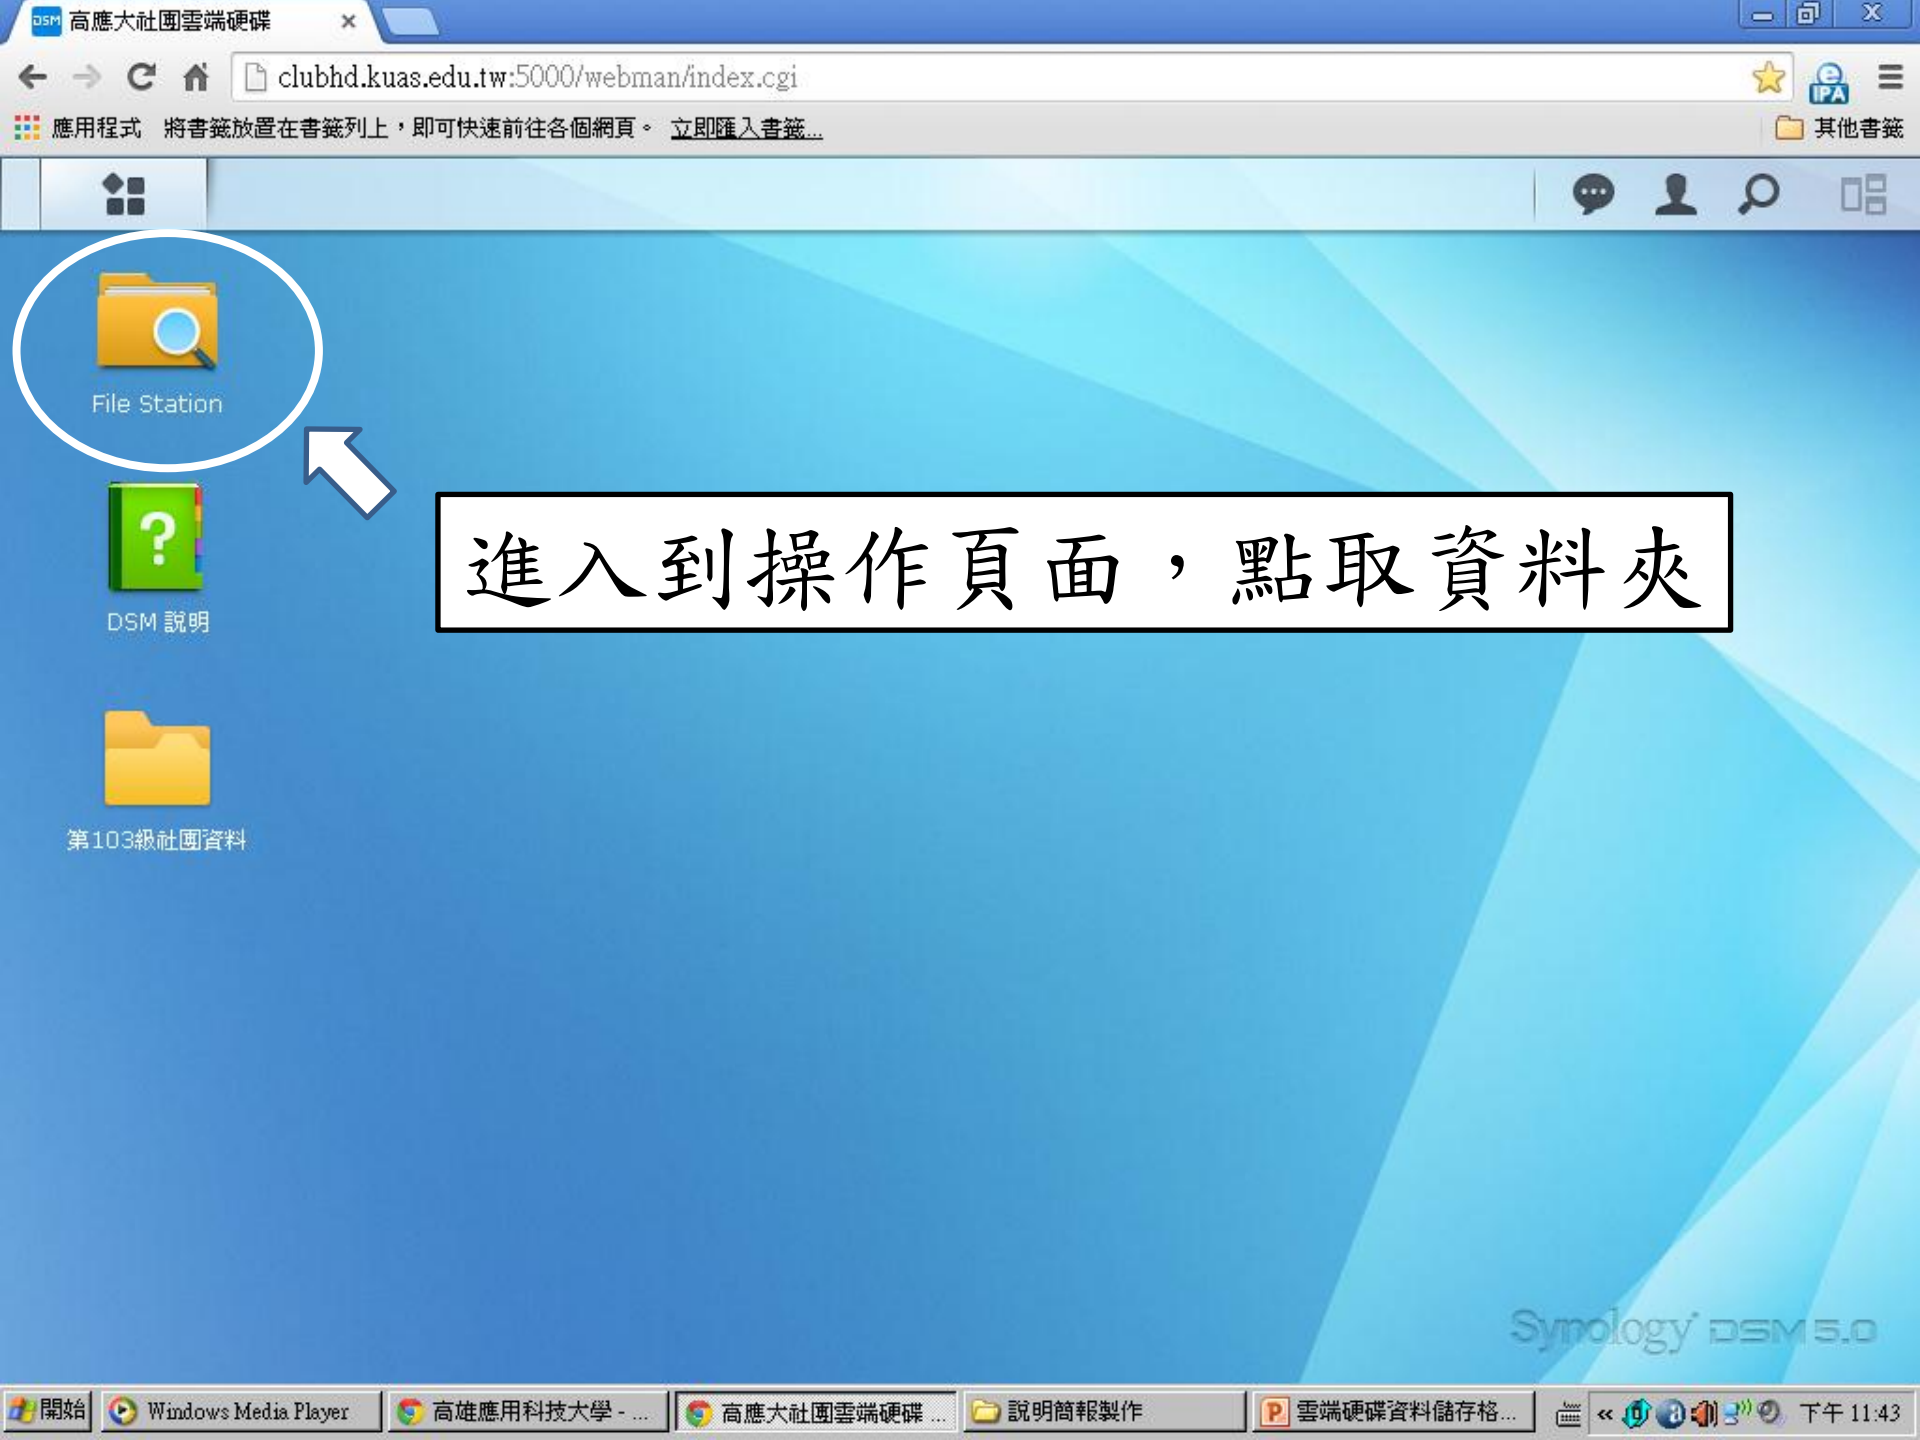 DSM 高應大社團雲端硬碟
clubhd.kuas.edu.tw:5000/webman/index.cgi
IPA
應用程式 將書籤放置在書籤列上，即可快速前往各個網頁。 立即匯入書籤... 其他書籤
File Station
進入到操作頁面，點取資料夾
DSM 說明
第103級社團資料
Synology DSM 5.0
開始 Windows Media Player 高雄應用科技大學 - ... 高應大社團雲端硬碟 ... 說明簡報製作 雲端硬碟資料儲存格... 下午 11:43